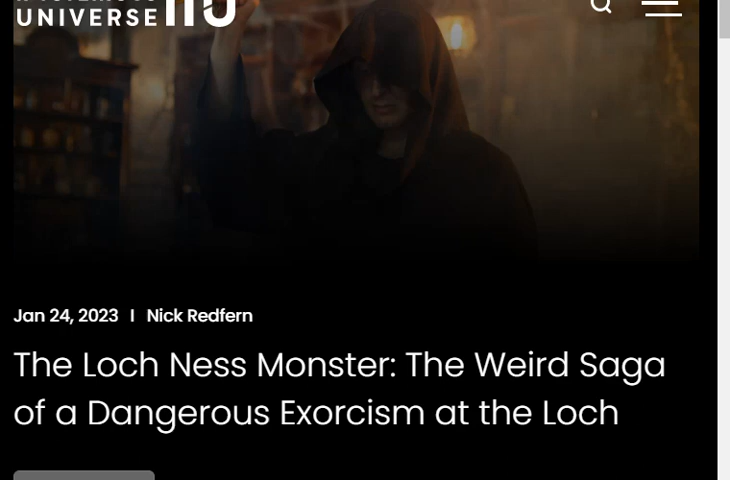 UNIVERSE
Jan 24, 2023 I Nick Redfern
The Loch Ness Monster: The Weird Saga
of a Dangerous Exorcism at the Loch